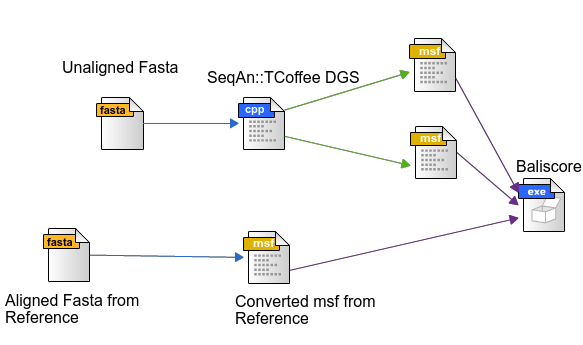 msf
Unaligned Fasta
SeqAn::TCoffee DGS
fasta
cpp
msf
Baliscore
exe
fasta
msf
Aligned Fasta from
Reference
Converted msf from
Reference